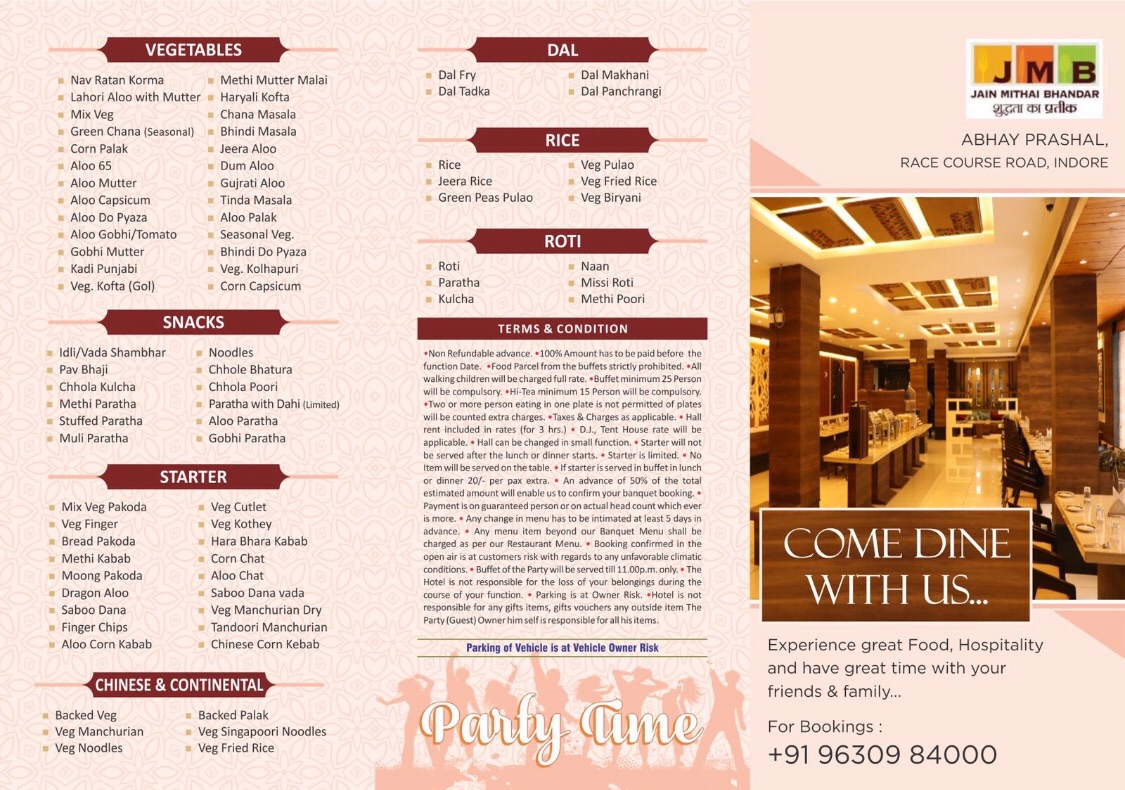 VEGETABLES
Nav Ratan Korma
Lahori Aloo with Mutter
Mix Veg
Green Chana (Seasonal)
Corn Palak
Aloo 65
Aloo Mutter
Aloo Capsicum
Aloo Do Pyaza
Aloo Gobhi/Tomato
Gobhi Mutter
Kadi Punjabi
Veg. Kofta (Gol)
Methi Mutter Malai
Haryali Kofta
Chana Masala
Bhindi Masala
Jeera Aloo
Dum Aloo
Gujrati Aloo
Tinda Masala
Aloo Palak
Seasonal Veg.
Bhindi Do Pyaza
Veg. Kolhapuri
Corn Capsicum
SNACKS
Idli/Vada Shambhar
Pav Bhaji
Chhola Kulcha
Methi Paratha
Stuffed Paratha
Muli Paratha
Noodles
Chhole Bhatura
Chhola Poori
Paratha with Dahi (Limited)
Aloo Paratha
Gobhi Paratha
STARTER
Mix Veg Pakoda
Veg Finger
Bread Pakoda
Methi Kabab
Moong Pakoda
Dragon Aloo
Saboo Dana
Finger Chips
Aloo Corn Kabab
Veg Cutlet
Veg Kothey
Hara Bhara Kabab
Corn Chat
Aloo Chat
Saboo Dana vada
Veg Manchurian Dry
Tandoori Manchurian
Chinese Corn Kebab
CHINESE & CONTINENTAL
Backed Veg
Veg Manchurian
Veg Noodles
Backed Palak
Veg Singapoori Noodles
Veg Fried Rice
DAL
Dal Fry
Dal Tadka
Dal Makhani
Dal Panchrangi
RICE
Rice
Jeera Rice
Green Peas Pulao
Veg Pulao
Veg Fried Rice
Veg Biryani
ROTI
Roti
Paratha
Kulcha
Naan
Missi Roti
Methi Poori
TERMS & CONDITION
•Non Refundable advance. •100% Amount has to be paid before the
function Date. •Food Parcel from the buffets strictly prohibited. •All
walking children will be charged full rate. •Buffet minimum 25 Person
will be compulsory. •Hi-Tea minimum 15 Person will be compulsory.
•Two or more person eating in one plate is not permitted of plates
will be counted extra charges. •Taxes & Charges as applicable. • Hall
rent included in rates (for 3 hrs.) • D.J., Tent House rate will be
applicable. • Hall can be changed in small function. • Starter will not
be served after the lunch or dinner starts. • Starter is limited. • No
Item will be served on the table. • If starter is served in buffet in lunch
or dinner 20/- per pax extra. • An advance of 50% of the total
estimated amount will enable us to confirm your banquet booking. •
Payment is on guaranteed person or on actual head count which ever
is more. • Any change in menu has to be intimated at least 5 days in
advance. • Any menu item beyond our Banquet Menu shall be
charged as per our Restaurant Menu. • Booking confirmed in the
open air is at customers risk with regards to any unfavorable climatic
conditions. • Buffet of the Party will be served till 11.00p.m. only. • The
Hotel is not responsible for the loss of your belongings during the
course of your function. • Parking is at Owner Risk. •Hotel is not
responsible for any gifts items, gifts vouchers any outside item The
Party (Guest) Owner him self is responsible for all his items.
Parking of Vehicle is at Vehicle Owner Risk
Party Time
JMB
JAIN MITHAI BHANDAR
शुद्धता का प्रतीक
ABHAY PRASHAL,
RACE COURSE ROAD, INDORE
COME DINE
WITH US...
Experience great Food, Hospitality
and have great time with your
friends & family...
For Bookings :
+91 96309 84000